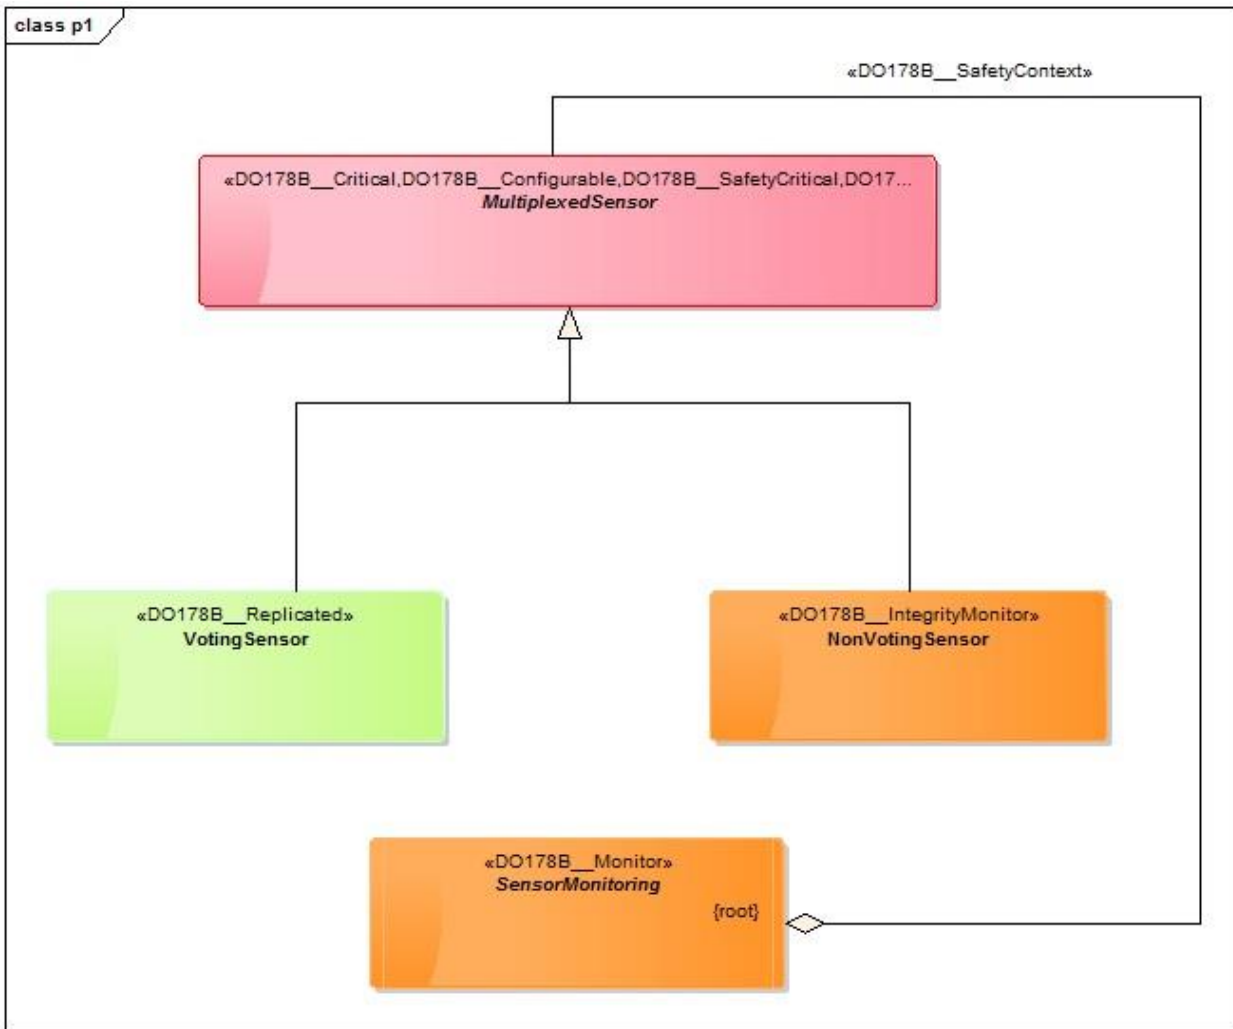 class p1
«DO178B__SafetyContext»
«DO178B__Critical,DO178B__Configurable,DO178B__SafetyCritical,DO17...
MultiplexedSensor
«DO178B__Replicated»
VotingSensor
«DO178B__IntegrityMonitor»
NonVotingSensor
«DO178B__Monitor»
SensorMonitoring
{root}